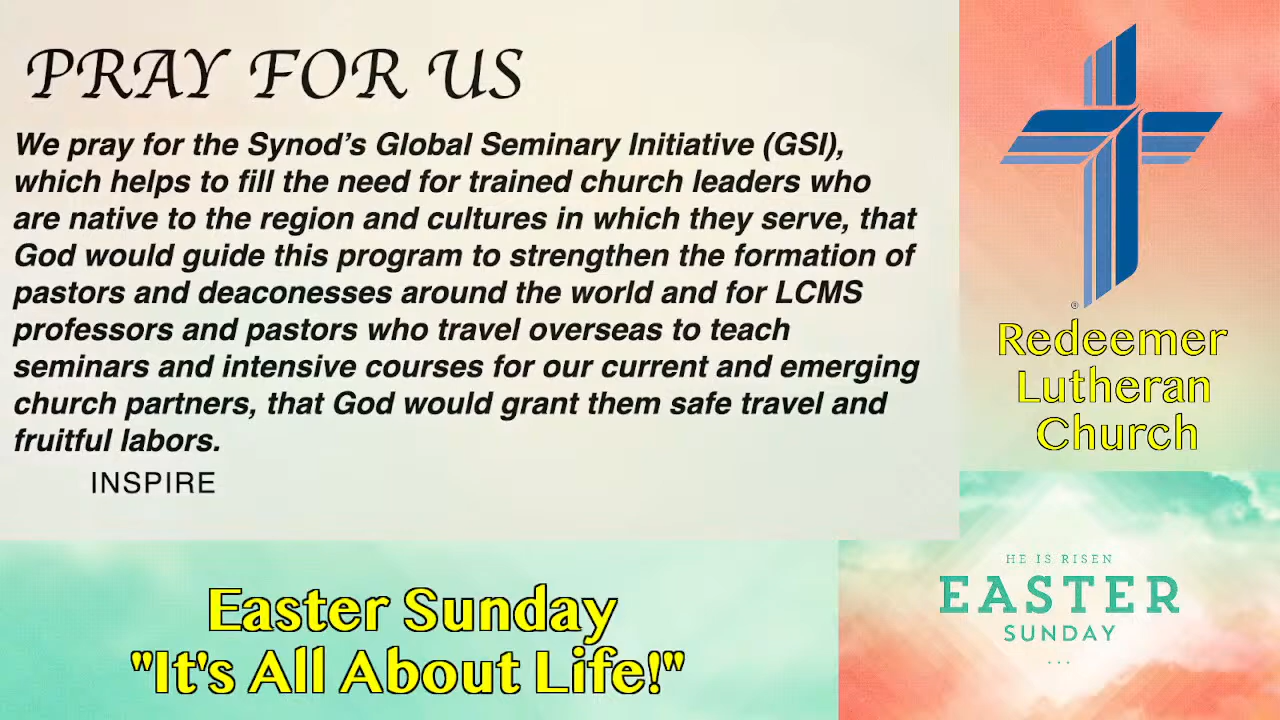 PRAY FOR US
We pray for the Synod’s Global Seminary Initiative (GSI),
which helps to fill the need for trained church leaders who
are native to the region and cultures in which they serve, that
God would guide this program to strengthen the formation of
pastors and deaconesses around the world and for LCMS
professors and pastors who travel overseas to teach
seminars and intensive courses for our current and emerging
church partners, that God would grant them safe travel and
fruitful labors.
INSPIRE
®
Redeemer
Lutheran
Church
Easter Sunday
"It's All About Life!"
HE IS RISEN
EASTER
SUNDAY
...